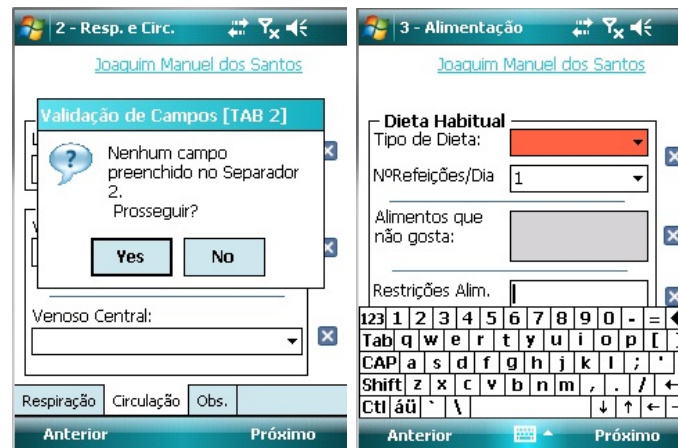 2 - Resp. e Circ.
Joaquim Manuel dos Santos
Validação de Campos [TAB 2]
Nenhum campo
preenchido no Separador
2.
Prosseguir?
Yes No
Venoso Central:
Respiração Circulação Obs.
Anterior Próximo
3 - Alimentação
Joaquim Manuel dos Santos
Dieta Habitual
Tipo de Dieta:
NºRefeições/Dia 1
Alimentos que
não gosta:
Restrições Alim.
123 1 2 3 4 5 6 7 8 9 0 - =
Tab q w e r t y u i o p [ ]
CAP a s d f g h j k l ; '
Shift z x c v b n m , . / ←
Ctl áü ` \ ↓ ↑ ← →
Anterior Próximo